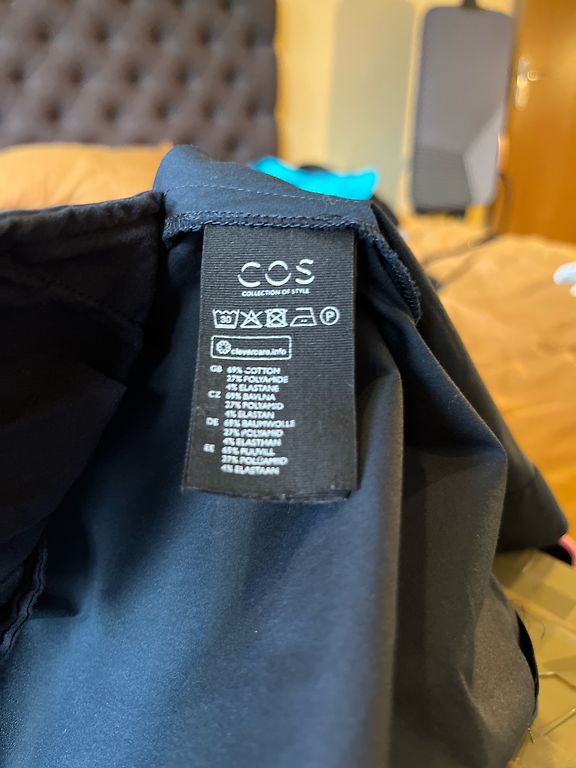 COS
COLLECTION OF STYLE
30 P
clevercare.info
GB 69% COTTON
27% POLYAMIDE
4% ELASTANE
CZ 69% BAVLNA
27% POLYAMID
4% ELASTAN
DE 69% BAUMWOLLE
27% POLYAMID
4% ELASTHAN
EE 69% PUUVILL
27% POLÜAMIID
4% ELASTAAN